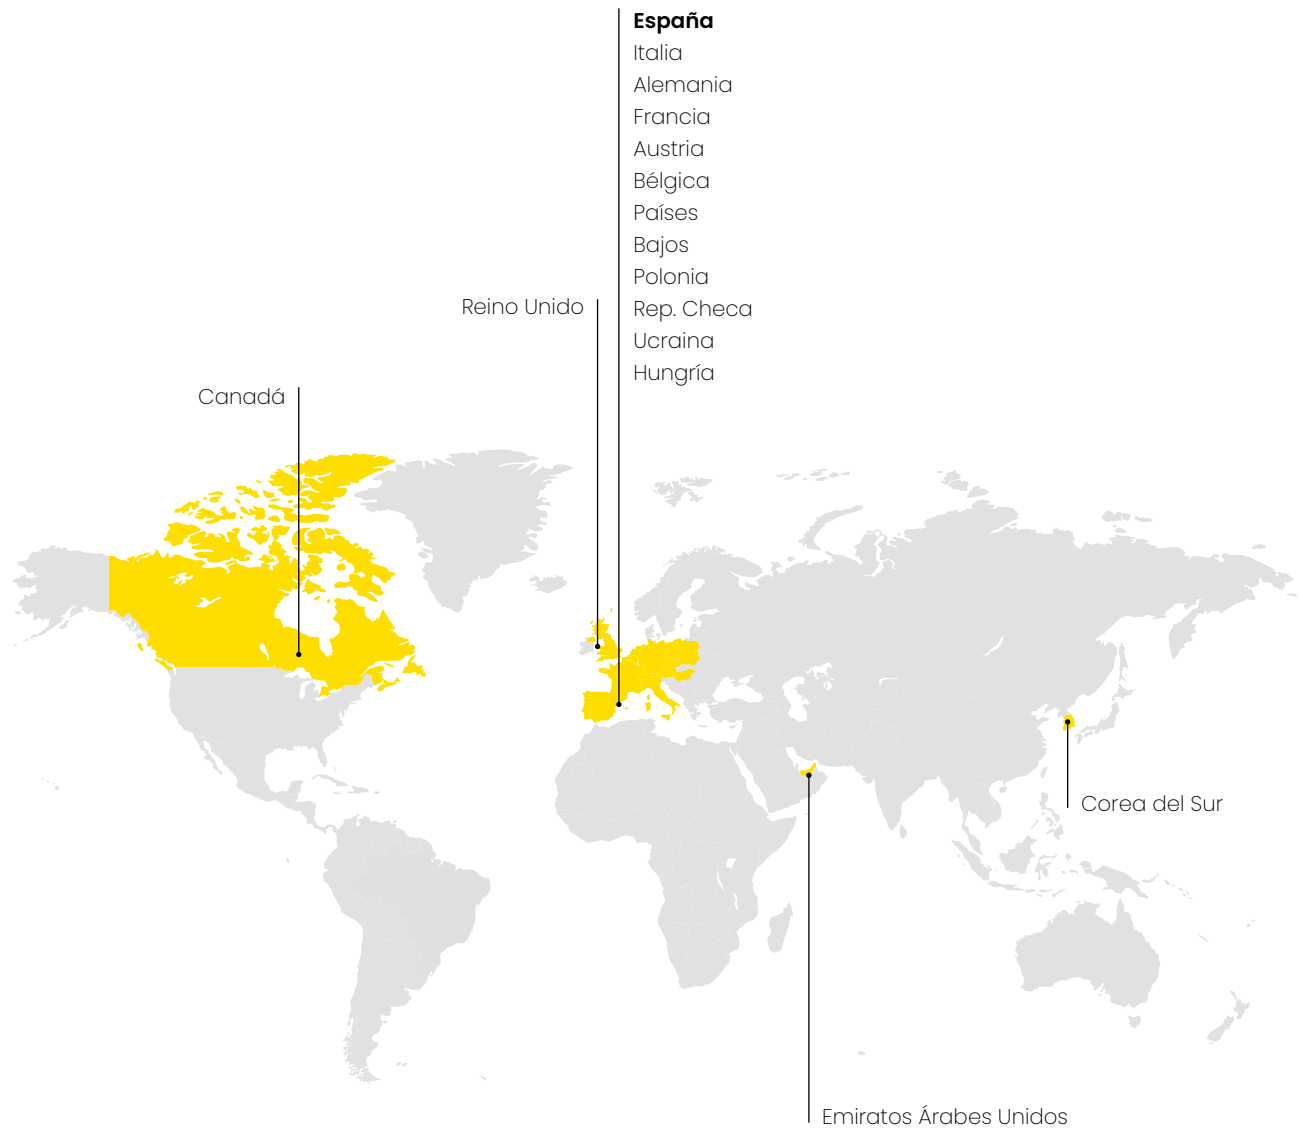 España
Italia
Alemania
Francia
Austria
Bélgica
Países
Bajos
Polonia
Rep. Checa
Ucraina
Hungría
Reino Unido
Canadá
Corea del Sur
Emiratos Árabes Unidos